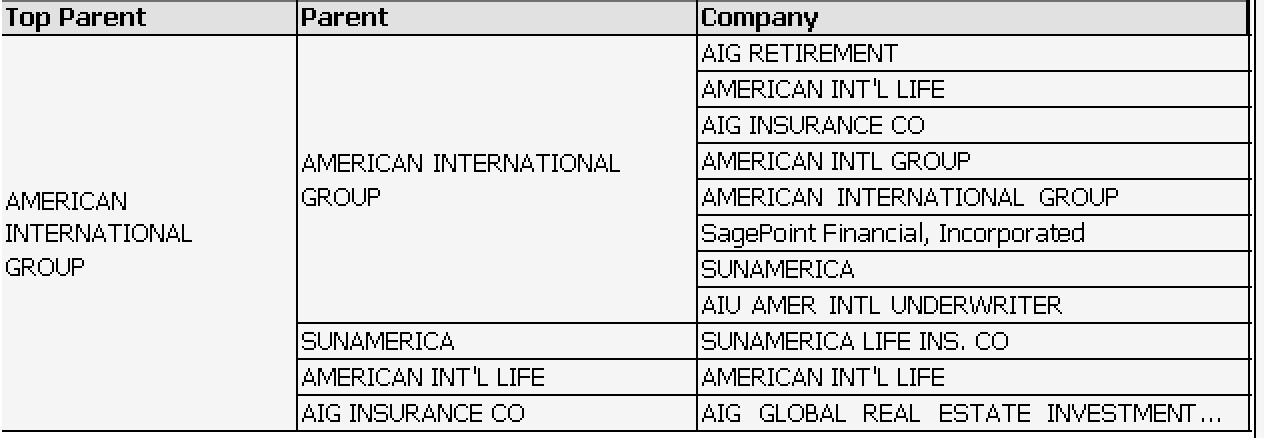 Top Parent Parent Company
AIG RETIREMENT
AMERICAN INT'L LIFE
AIG INSURANCE CO
AMERICAN INTERNATIONAL
GROUP
AMERICAN INTL GROUP
AMERICAN INTERNATIONAL GROUP
AMERICAN
INTERNATIONAL
GROUP
SagePoint Financial, Incorporated
SUNAMERICA
AIU AMER INTL UNDERWRITER
SUNAMERICA SUNAMERICA LIFE INS. CO
AMERICAN INT'L LIFE AMERICAN INT'L LIFE
AIG INSURANCE CO AIG GLOBAL REAL ESTATE INVESTMENT...